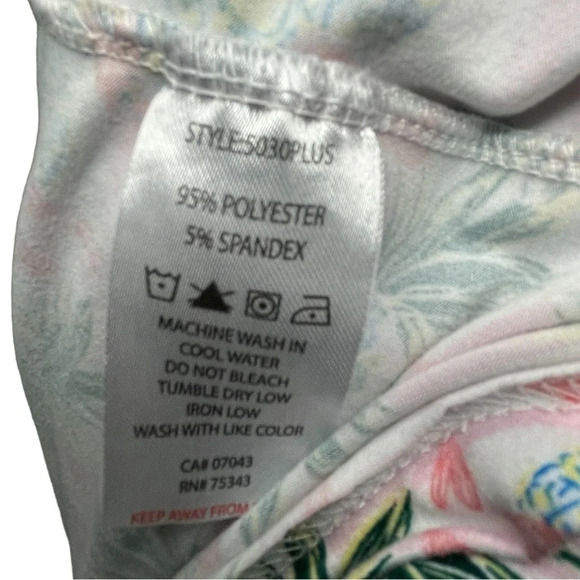 STYLE:5030PLUS
95% POLYESTER
5% SPANDEX
MACHINE WASH IN
COOL WATER
DO NOT BLEACH
TUMBLE DRY LOW
IRON LOW
WASH WITH LIKE COLOR
CA# 07043
RN# 75343
KEEP AWAY FROM